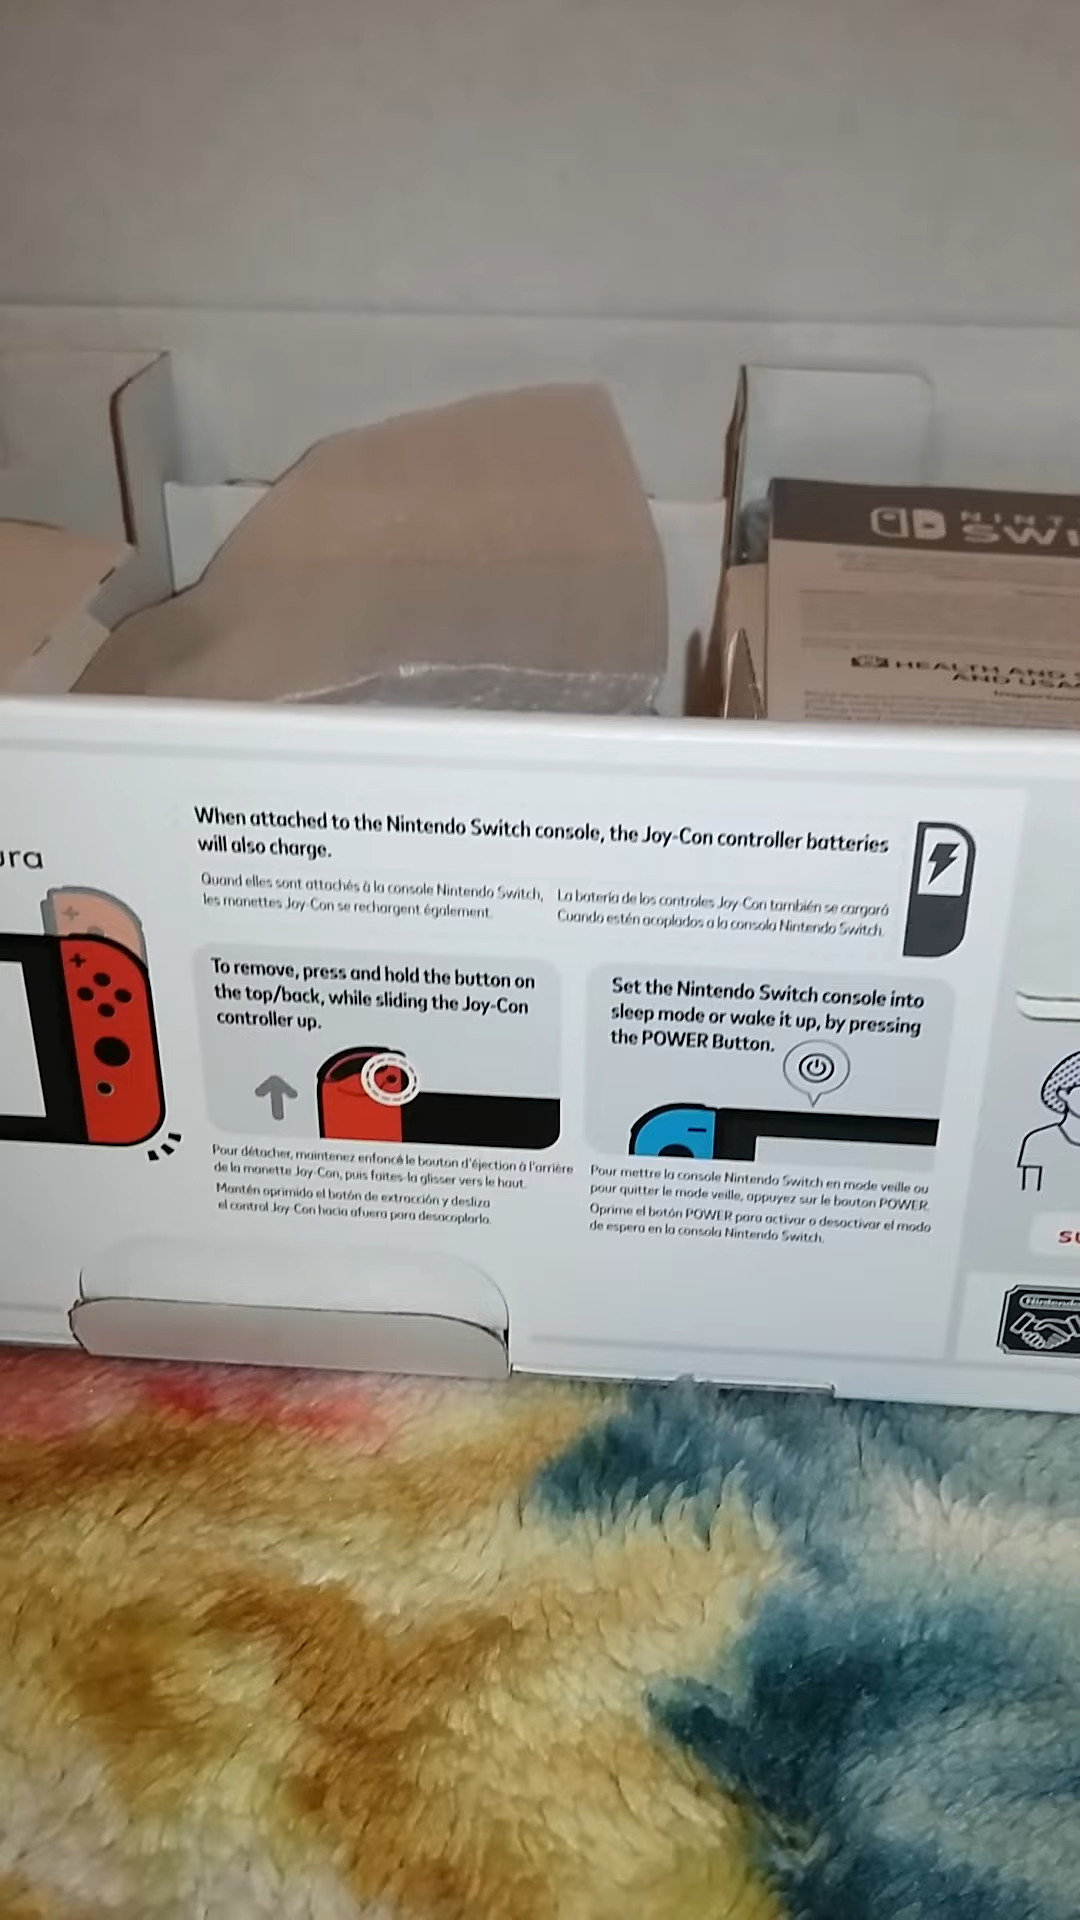 HEALTH AND
AND USA
ura
When attached to the Nintendo Switch console, the Joy-Con controller batteries
will also charge.
Quand elles sont attachés à la console Nintendo Switch,
les manettes Joy-Con se rechargent également.
La batería de los controles Joy-Con también se cargará
Cuando estén acoplados a la consola Nintendo Switch.
To remove, press and hold the button on
the top/back, while sliding the Joy-Con
controller up.
Pour détacher, maintenez enfoncé le bouton d'éjection à l'arrière
de la manette Joy-Con, puis faites-la glisser vers le haut.
Mantén oprimido el botón de extracción y desliza
el control Joy-Con hacia afuera para desacoplarlo.
Set the Nintendo Switch console into
sleep mode or wake it up, by pressing
the POWER Button.
Pour mettre la console Nintendo Switch en mode veille ou
pour quitter le mode veille, appuyez sur le bouton POWER.
Oprime el botón POWER para activar o desactivar el modo
de espera en la consola Nintendo Switch.
Nintendo